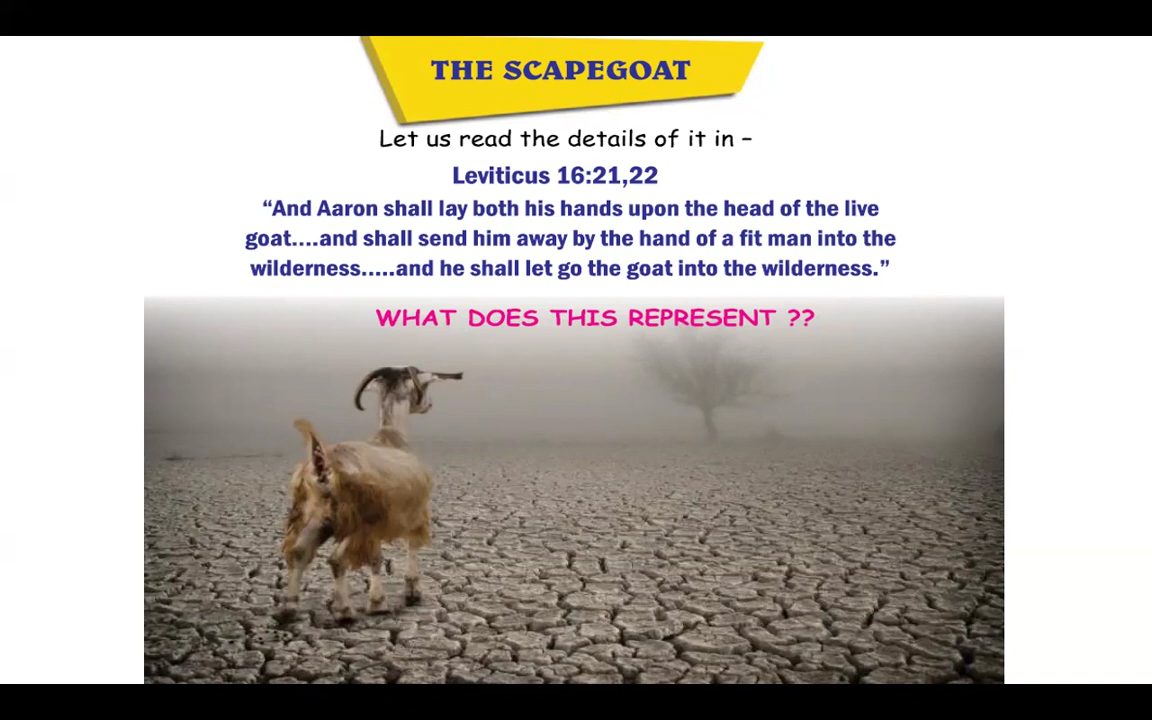 THE SCAPEGOAT
Let us read the details of it in –
Leviticus 16:21,22
“And Aaron shall lay both his hands upon the head of the live
goat....and shall send him away by the hand of a fit man into the
wilderness.....and he shall let go the goat into the wilderness.”
WHAT DOES THIS REPRESENT ??